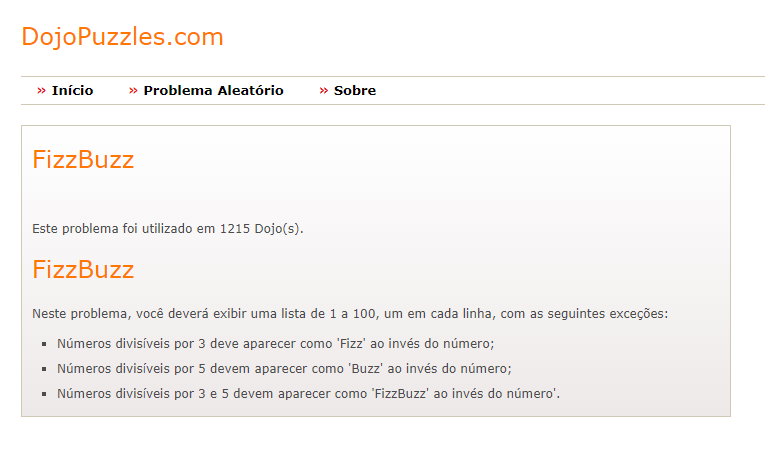 DojoPuzzles.com
» Início » Problema Aleatório » Sobre
FizzBuzz
Este problema foi utilizado em 1215 Dojo(s).
FizzBuzz
Neste problema, você deverá exibir uma lista de 1 a 100, um em cada linha, com as seguintes exceções:
▪ Números divisíveis por 3 deve aparecer como 'Fizz' ao invés do número;
▪ Números divisíveis por 5 devem aparecer como 'Buzz' ao invés do número;
▪ Números divisíveis por 3 e 5 devem aparecer como 'FizzBuzz' ao invés do número'.